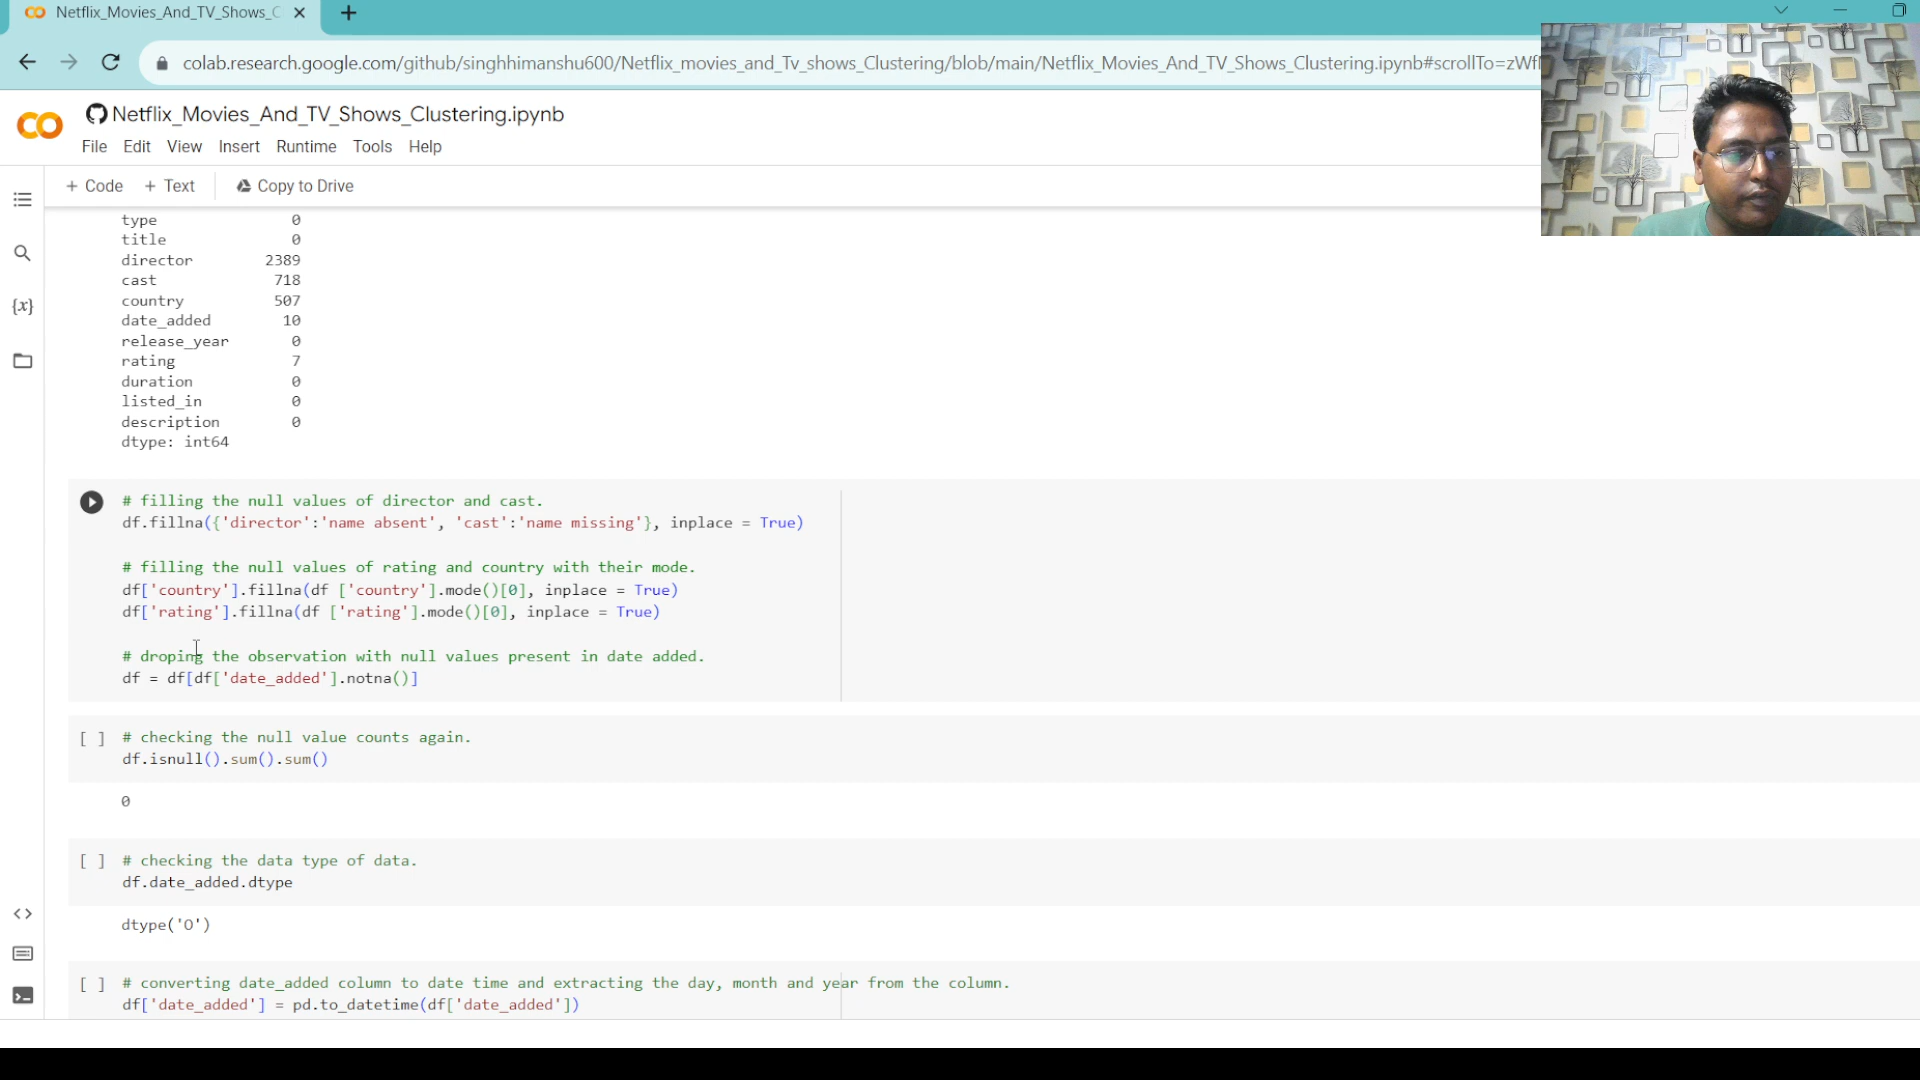 Netflix_Movies_And_TV_Shows_C
colab.research.google.com/github/singhhimanshu600/Netflix_movies_and_Tv_shows_Clustering/blob/main/Netflix_Movies_And_TV_Shows_Clustering.ipynb#scrollTo=zWf
Netflix_Movies_And_TV_Shows_Clustering.ipynb
File Edit View Insert Runtime Tools Help
+ Code + Text Copy to Drive
type 0
title 0
director 2389
cast 718
country 507
date_added 10
release_year 0
rating 7
duration 0
listed_in 0
description 0
dtype: int64
# filling the null values of director and cast.
df.fillna({'director':'name absent', 'cast':'name missing'}, inplace = True)
# filling the null values of rating and country with their mode.
df['country'].fillna(df ['country'].mode()[0], inplace = True)
df['rating'].fillna(df ['rating'].mode()[0], inplace = True)
# droping the observation with null values present in date added.
df = df[df['date_added'].notna()]
[ ] # checking the null value counts again.
df.isnull().sum().sum()
0
[ ] # checking the data type of data.
df.date_added.dtype
dtype('O')
[ ] # converting date_added column to date time and extracting the day, month and year from the column.
df['date_added'] = pd.to_datetime(df['date_added'])